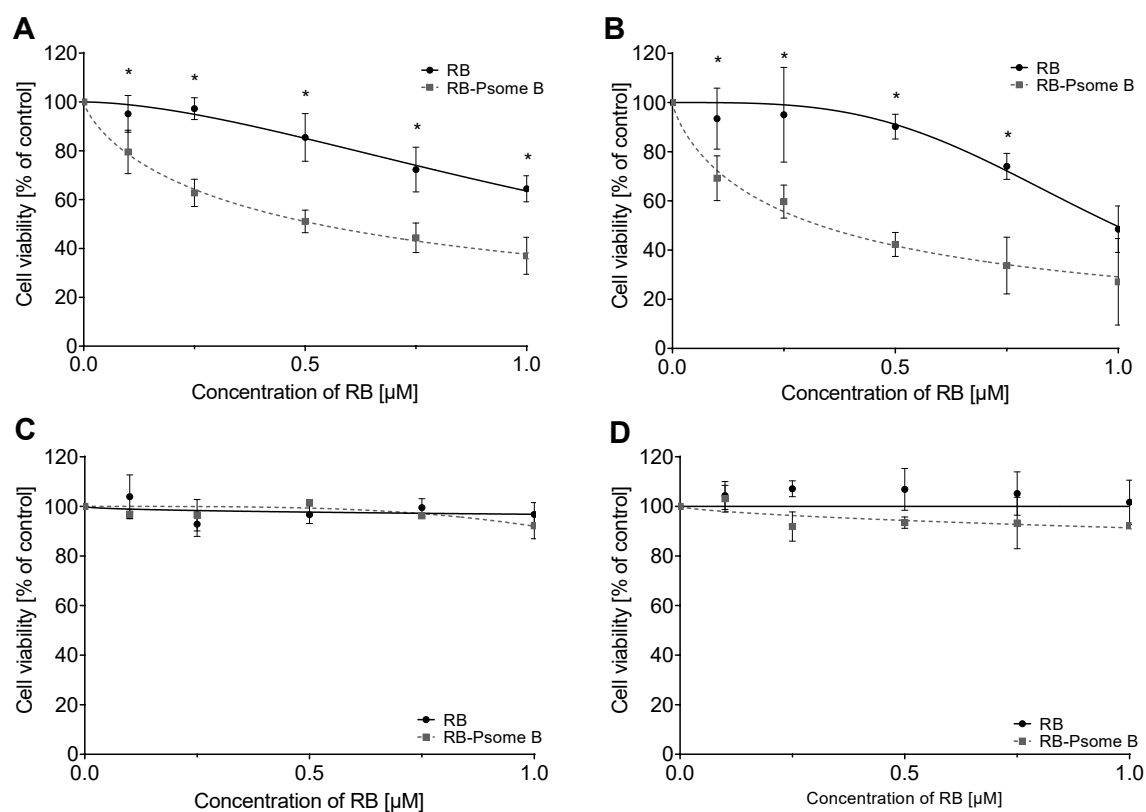 A
Cell viability [% of control]
120
100
80
60
40
20
0
* * * * *
RB
RB-Psome B
0.0 0.5 1.0
Concentration of RB [µM]
B
Cell viability [% of control]
120
100
80
60
40
20
0
* * * *
RB
RB-Psome B
0.0 0.5 1.0
Concentration of RB [µM]
C
Cell viability [% of control]
120
100
80
60
40
20
0
RB
RB-Psome B
0.0 0.5 1.0
Concentration of RB [µM]
D
Cell viability [% of control]
120
100
80
60
40
20
0
RB
RB-Psome B
0.0 0.5 1.0
Concentration of RB [µM]